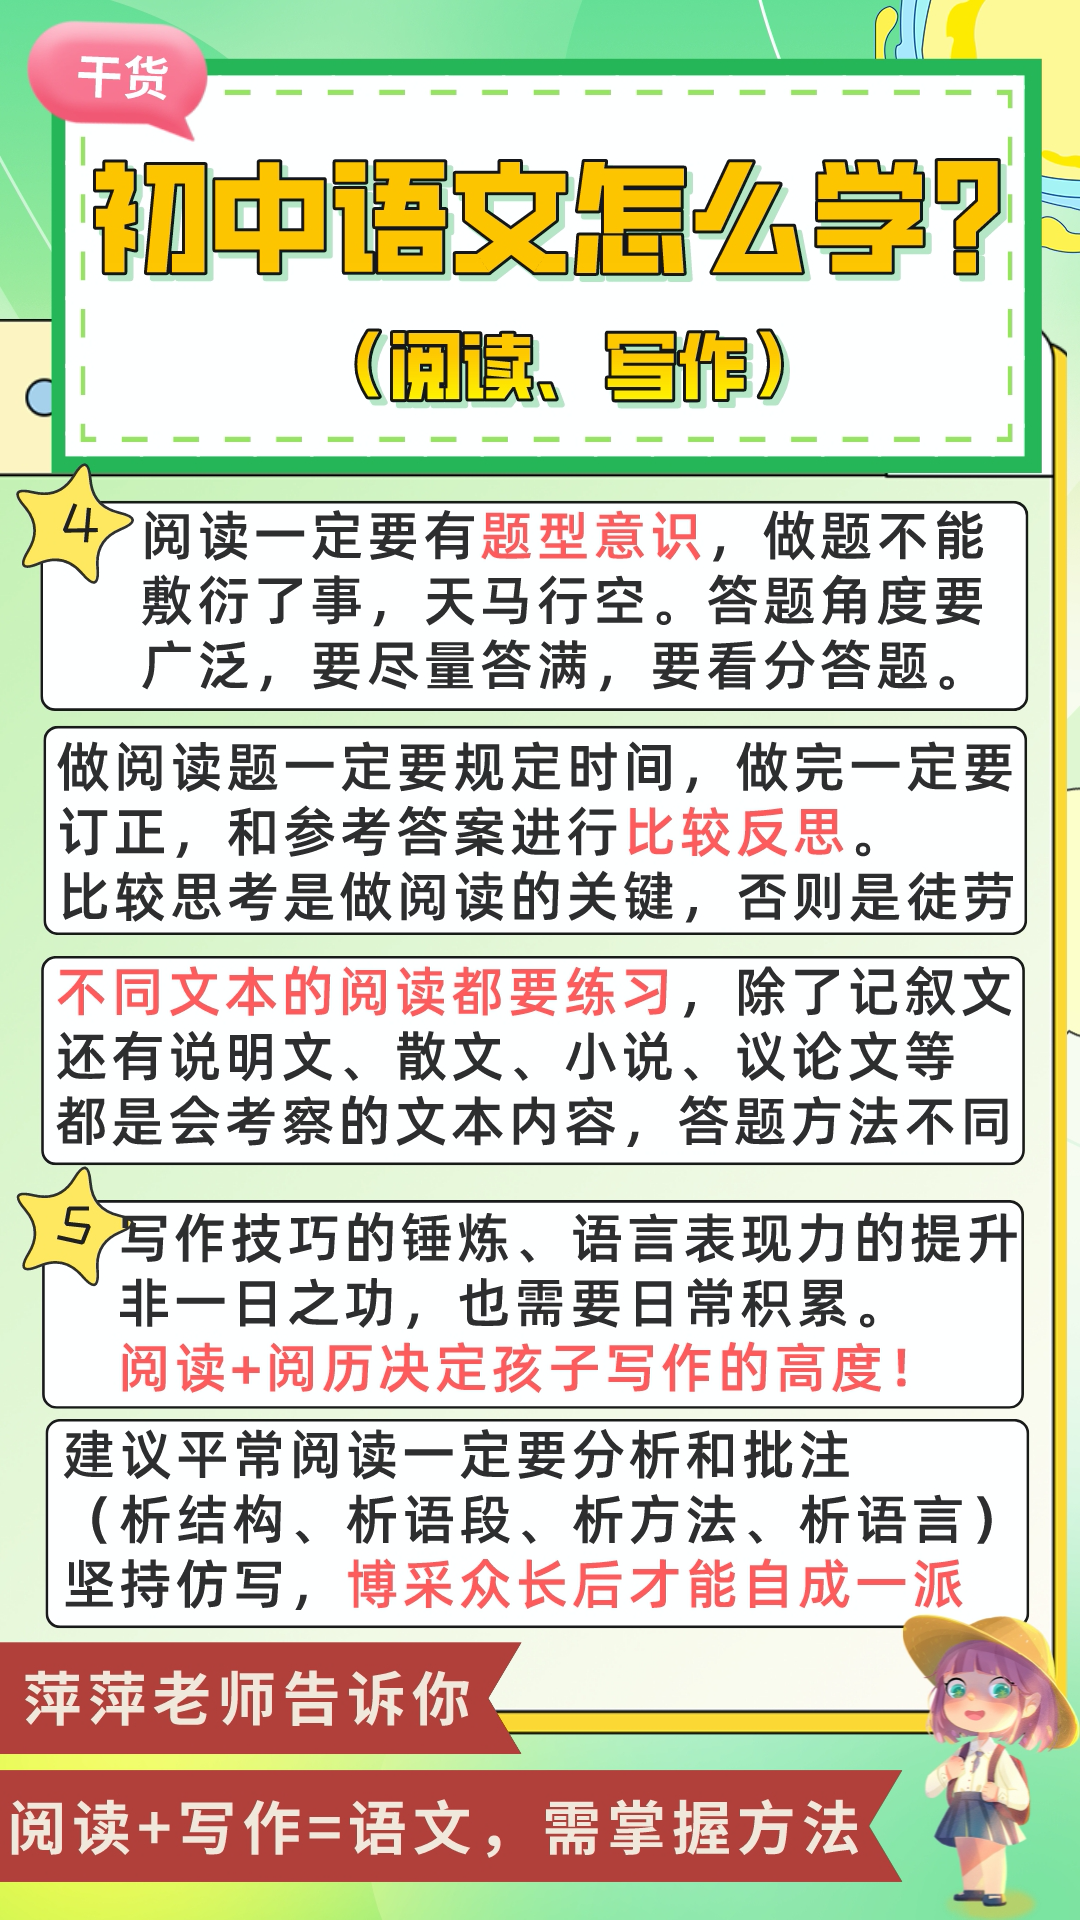 干货
初中语文怎么学?
（阅读、写作）
4
阅读一定要有题型意识，做题不能
敷衍了事，天马行空。答题角度要
广泛，要尽量答满，要看分答题。
做阅读题一定要规定时间，做完一定要
订正，和参考答案进行比较反思。
比较思考是做阅读的关键，否则是徒劳
不同文本的阅读都要练习，除了记叙文
还有说明文、散文、小说、议论文等
都是会考察的文本内容，答题方法不同
5
写作技巧的锤炼、语言表现力的提升
非一日之功，也需要日常积累。
阅读+阅历决定孩子写作的高度！
建议平常阅读一定要分析和批注
（析结构、析语段、析方法、析语言）
坚持仿写，博采众长后才能自成一派
萍萍老师告诉你
阅读+写作=语文，需掌握方法